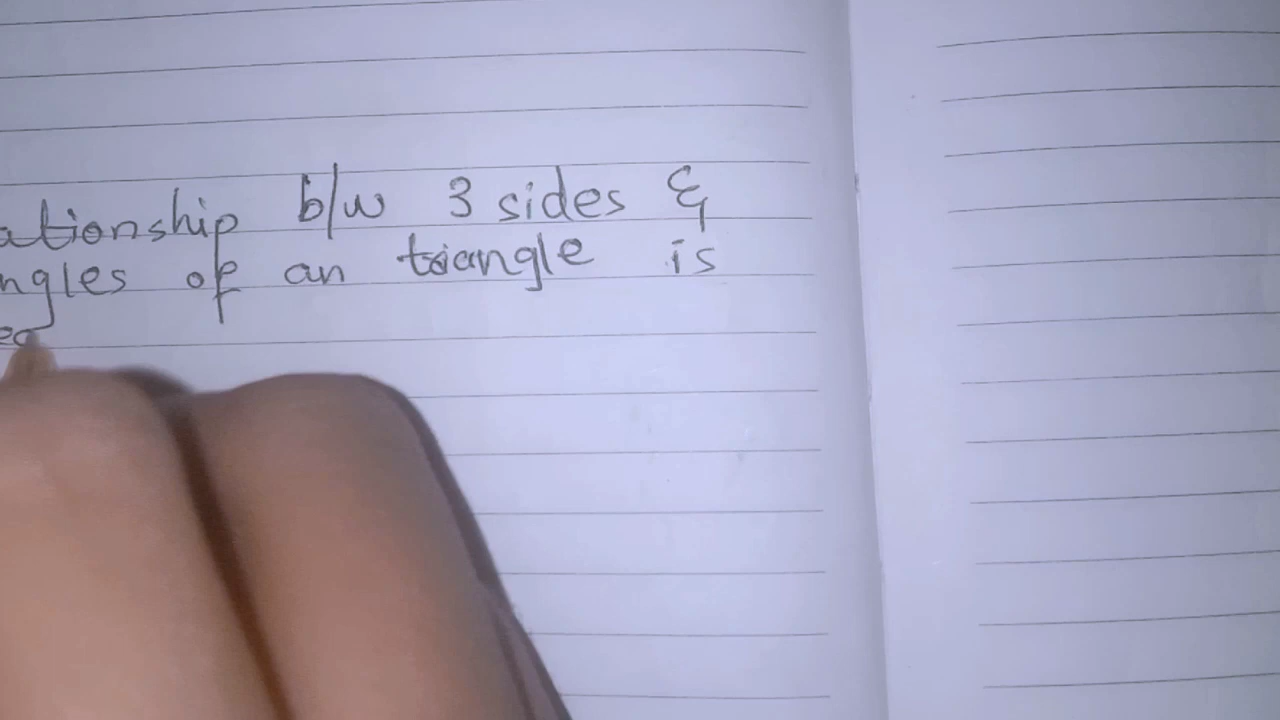 ationship b/w 3 sides &
ngles of an triangle is